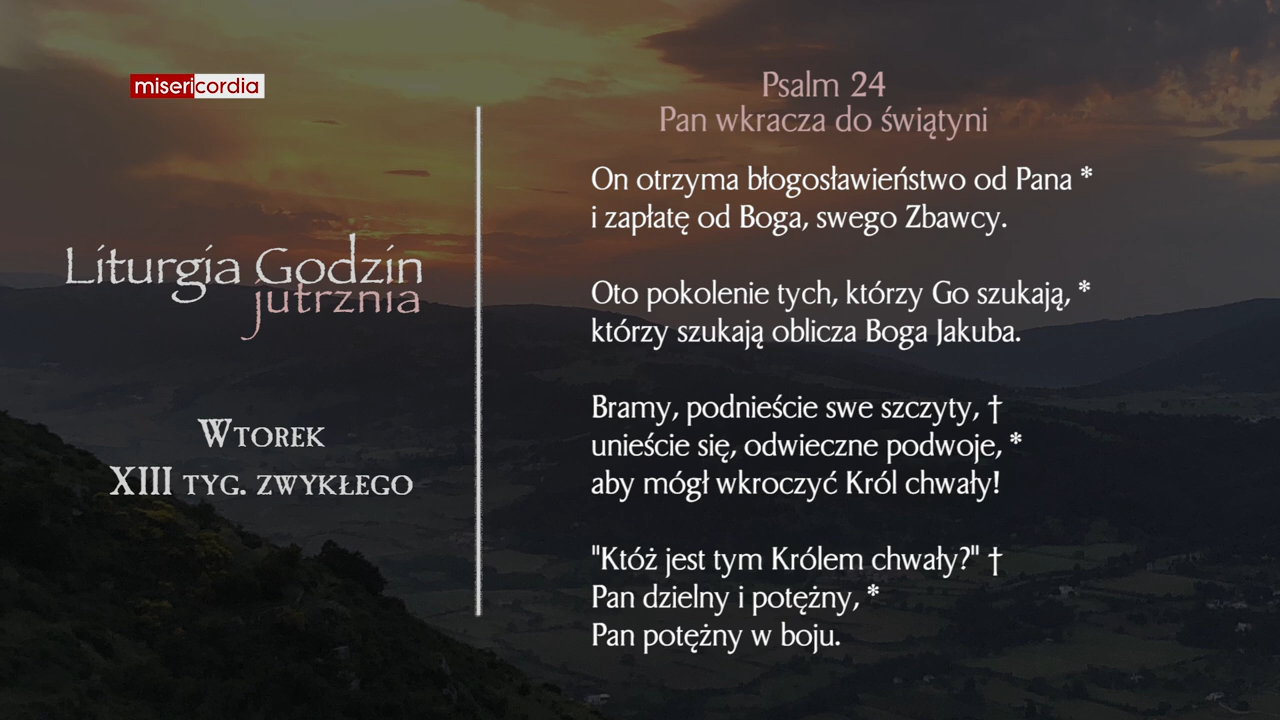 misericordia
Liturgia Godzin
jutrznia
Wtorek
XIII tyg. zwykłego
Psalm 24
Pan wkracza do świątyni
On otrzyma błogosławieństwo od Pana *
i zapłatę od Boga, swego Zbawcy.
Oto pokolenie tych, którzy Go szukają, *
którzy szukają oblicza Boga Jakuba.
Bramy, podnieście swe szczyty, †
unieście się, odwieczne podwoje, *
aby mógł wkroczyć Król chwały!
"Któż jest tym Królem chwały?" †
Pan dzielny i potężny, *
Pan potężny w boju.